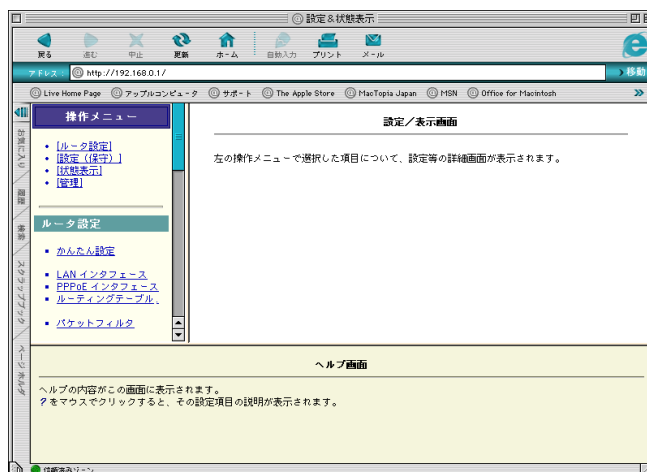 設定&状態表示
戻る 進む 中止 更新 ホーム 自動入力 プリント メール
アドレス: http://192.168.0.1/ 移動
Live Home Page アップルコンピュータ サポート The Apple Store MacTopia Japan MSN Office for Macintosh
お気に入り
履歴
検索
スクラップブック
ページ ホルダ
操作メニュー
[ルータ設定]
[設定(保守)]
[状態表示]
[管理]
ルータ設定
かんたん設定
LAN インタフェース
PPPoE インタフェース
ルーティングテーブル
パケットフィルタ
設定/表示画面
左の操作メニューで選択した項目について、設定等の詳細画面が表示されます。
ヘルプ画面
ヘルプの内容がこの画面に表示されます。
?をマウスでクリックすると、その設定項目の説明が表示されます。
信頼済みゾーン